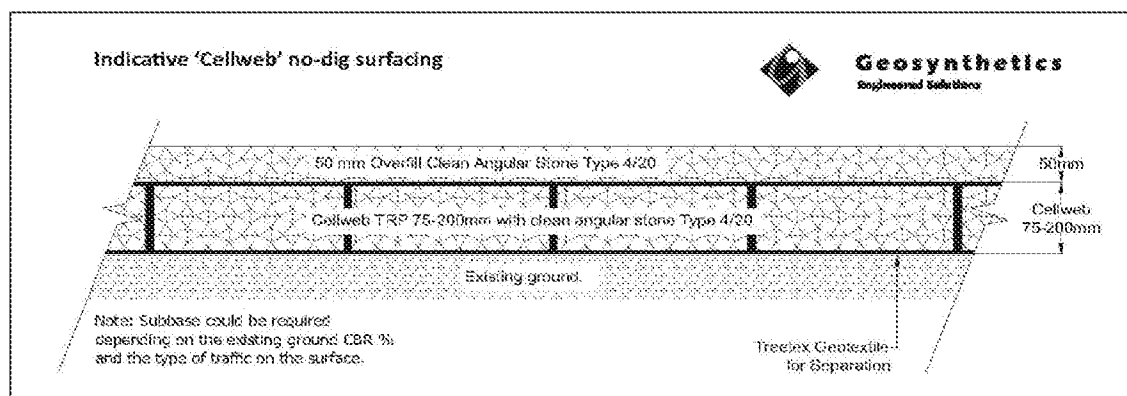 Indicative 'Cellweb' no-dig surfacing
Geosynthetics
Engineered Solutions
50 mm Overfill Clean Angular Stone Type 4/20
50mm
Cellweb TRP 75-200mm with clean angular stone Type 4/20
Cellweb
75-200mm
Existing ground.
Note: Subbase could be required
depending on the existing ground CBR %
and the type of traffic on the surface.
Treetex Geotextile
for Separation